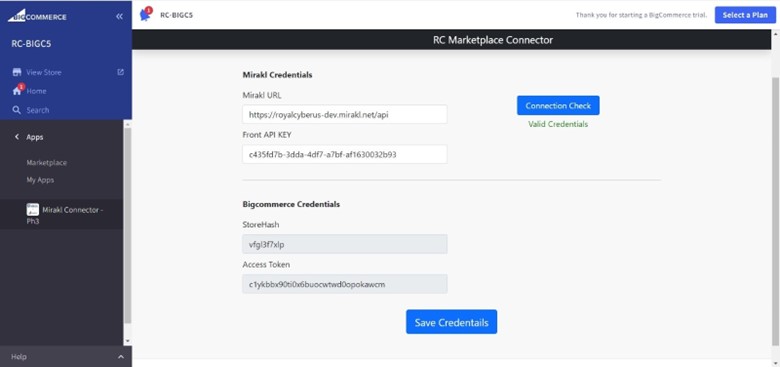 BIGCOMMERCE
«
1
RC-BIGC5
Thank you for starting a BigCommerce trial.
Select a Plan
RC-BIGC5
View Store
1
Home
Search
Apps
Marketplace
My Apps
Mirakl Connector -
Ph3
Help
RC Marketplace Connector
Mirakl Credentials
Mirakl URL
https://royalcyberus-dev.mirakl.net/api
Connection Check
Valid Credentials
Front API KEY
c435fd7b-3dda-4df7-a7bf-af1630032b93
Bigcommerce Credentials
StoreHash
vfgl3f7xlp
Access Token
c1ykbbx90ti0x6buocwtwd0opokawcm
Save Credentails